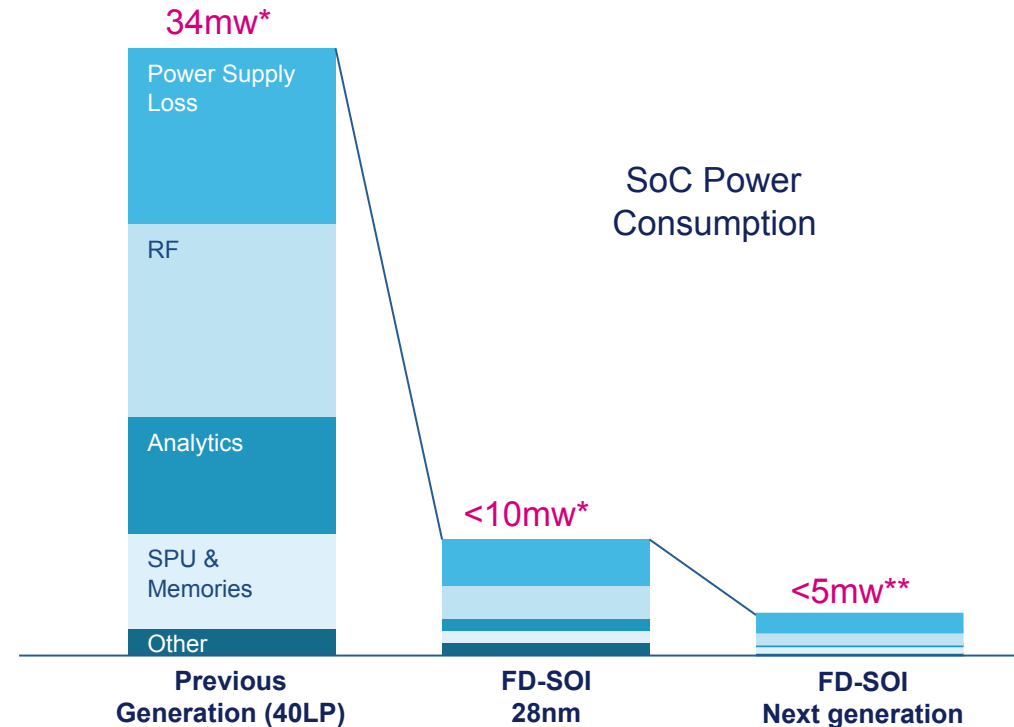 34mw*
Power Supply
Loss
RF
Analytics
SPU &
Memories
Other
SoC Power
Consumption
<10mw*
<5mw**
Previous
Generation (40LP)
FD-SOI
28nm
FD-SOI
Next generation